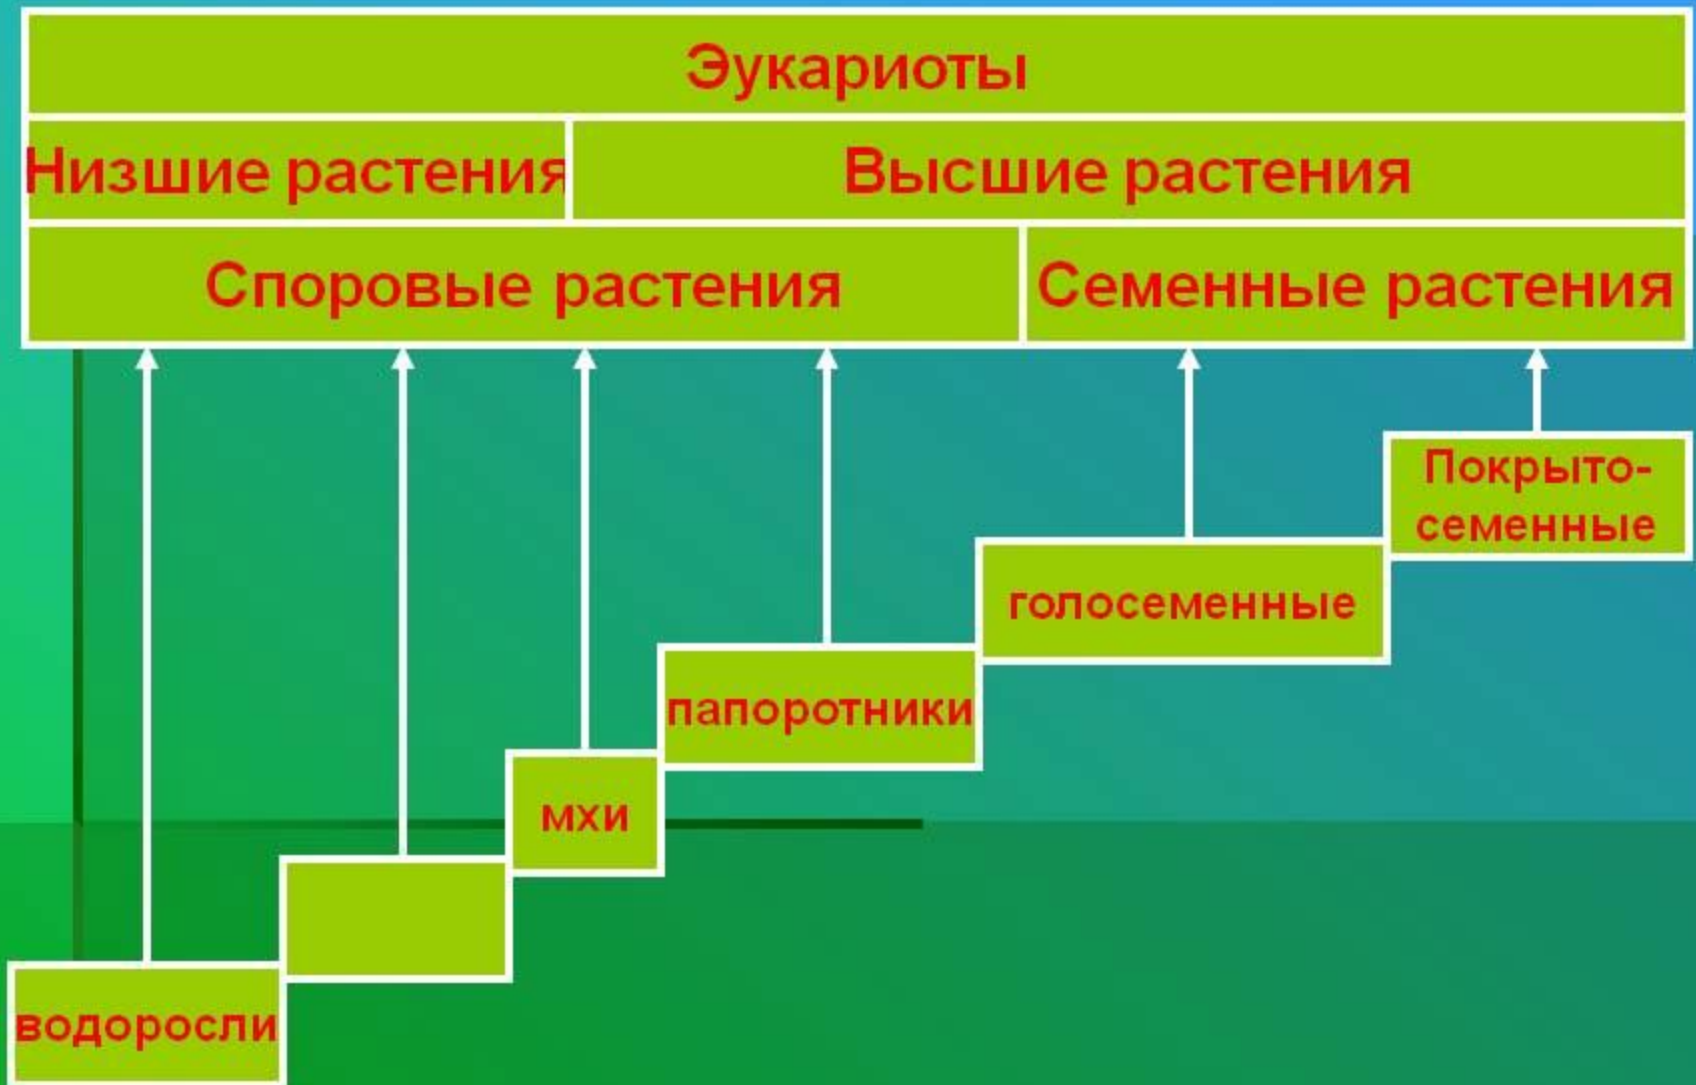 Эукариоты
Низшие растения
Высшие растения
Споровые растения
Семенные растения
Покрыто-
семенные
голосеменные
папоротники
мхи
водоросли